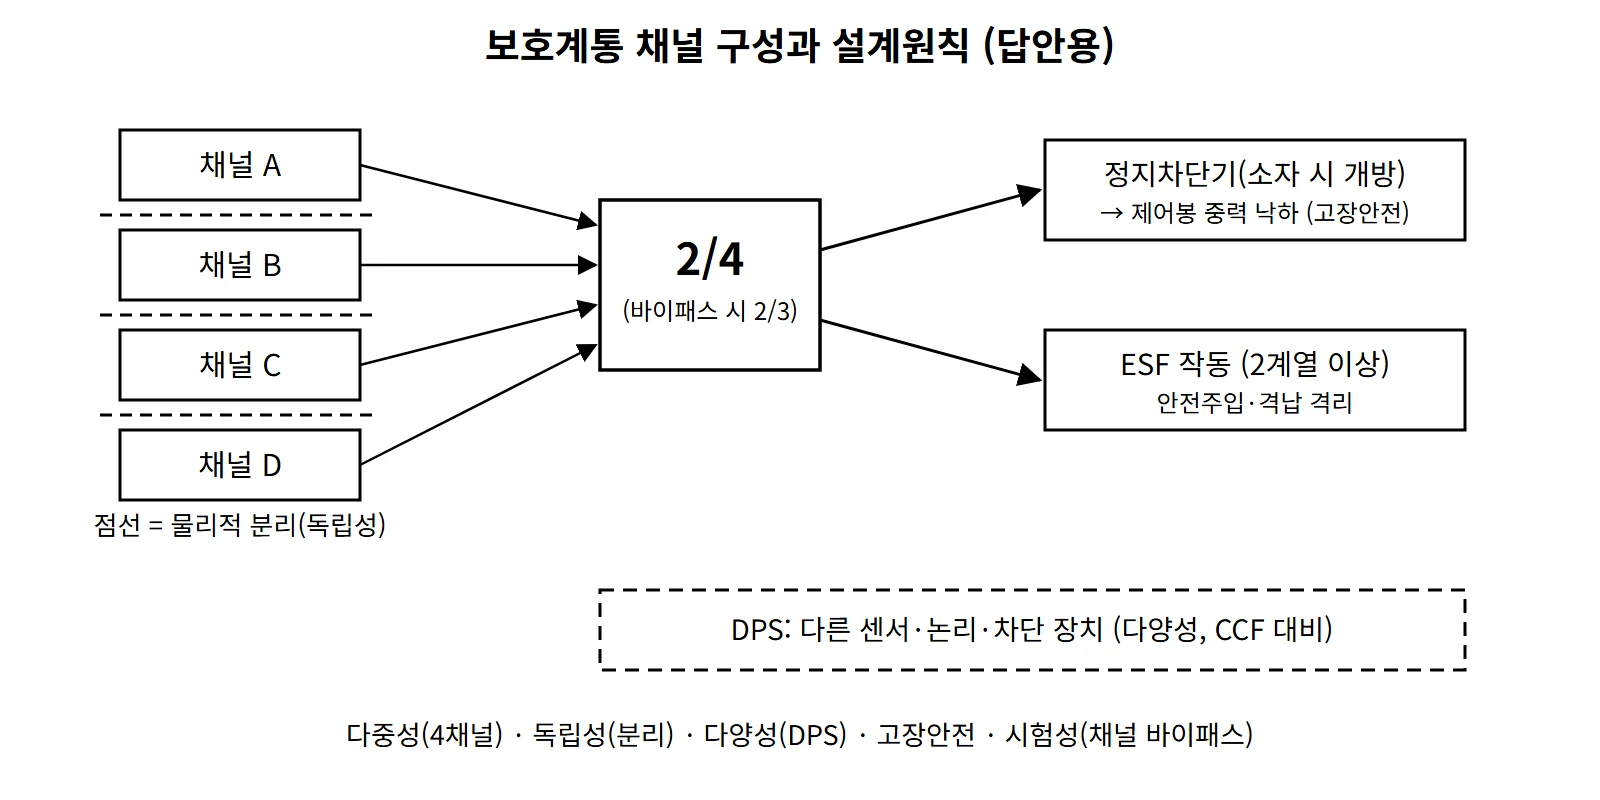 보호계통 채널 구성과 설계원칙 (답안용)
채널 A
채널 B
채널 C
채널 D
점선 = 물리적 분리(독립성)
2/4
(바이패스 시 2/3)
정지차단기(소자 시 개방)
→ 제어봉 중력 낙하 (고장안전)
ESF 작동 (2계열 이상)
안전주입·격납 격리
DPS: 다른 센서·논리·차단 장치 (다양성, CCF 대비)
다중성(4채널) · 독립성(분리) · 다양성(DPS) · 고장안전 · 시험성(채널 바이패스)